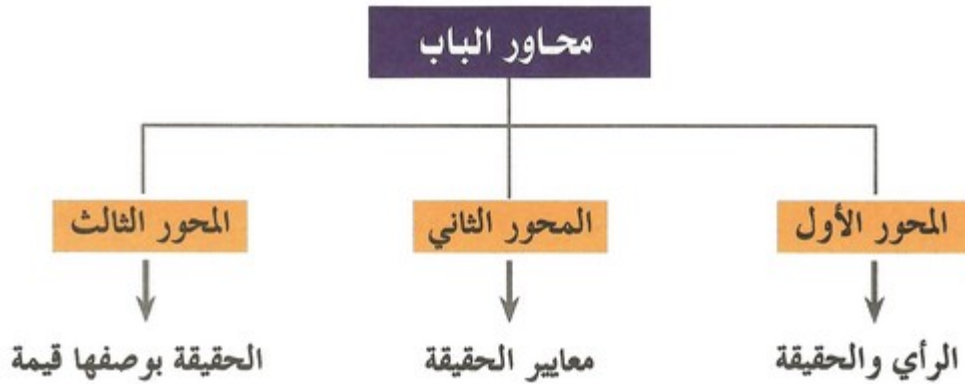 محاور الباب
المحور الأول
المحور الثاني
المحور الثالث
الرأي والحقيقة
معايير الحقيقة
الحقيقة بوصفها قيمة